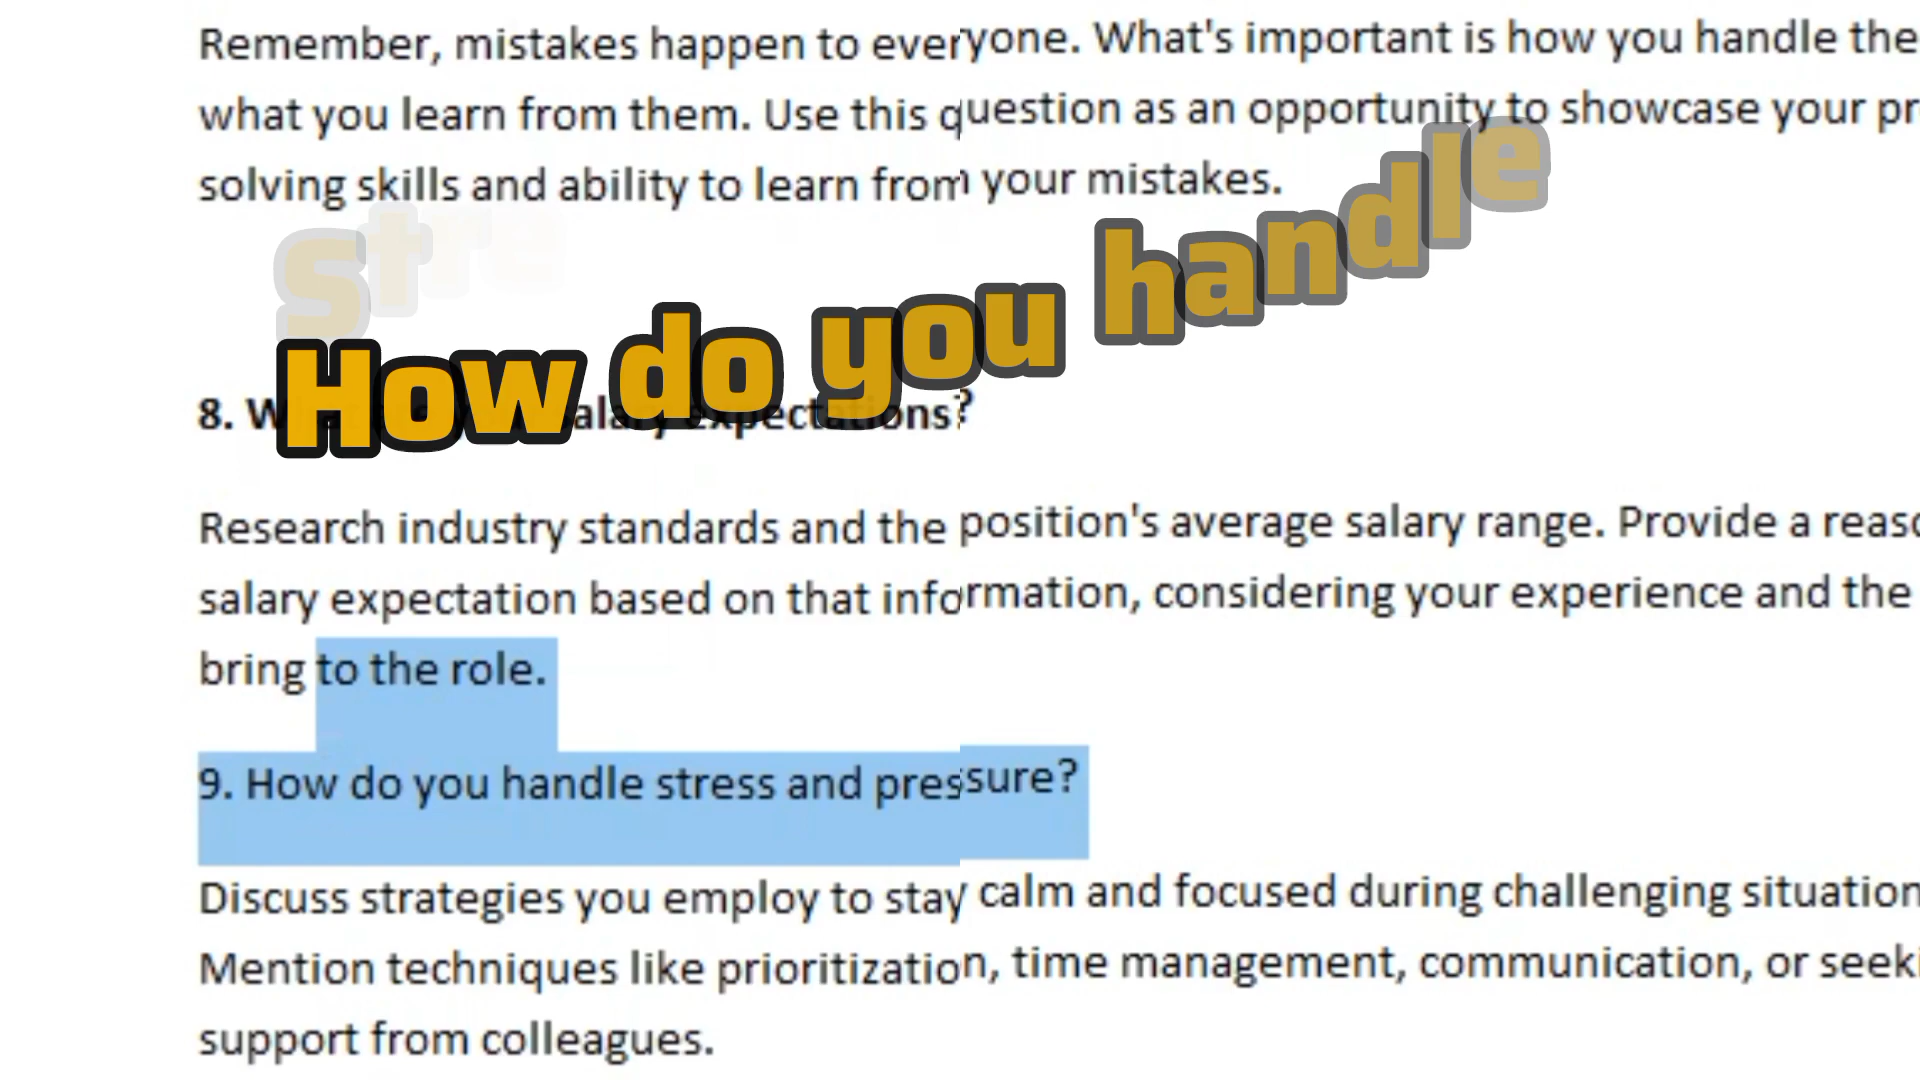 Remember, mistakes happen to everyone. What's important is how you handle the
what you learn from them. Use this question as an opportunity to showcase your pr
solving skills and ability to learn from your mistakes.
How do you handle
stre
8. salary expectations?
Research industry standards and the position's average salary range. Provide a reaso
salary expectation based on that information, considering your experience and the
bring to the role.
9. How do you handle stress and pressure?
Discuss strategies you employ to stay calm and focused during challenging situation
Mention techniques like prioritization, time management, communication, or seeki
support from colleagues.